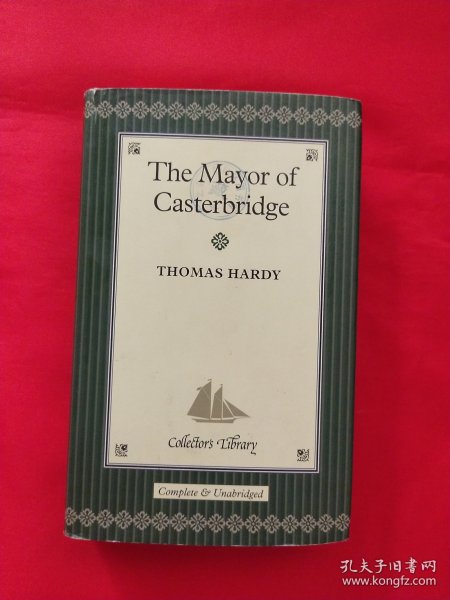 The Mayor of
Casterbridge
THOMAS HARDY
Collector's Library
Complete & Unabridged
孔夫子旧书网
www.kongfz.com